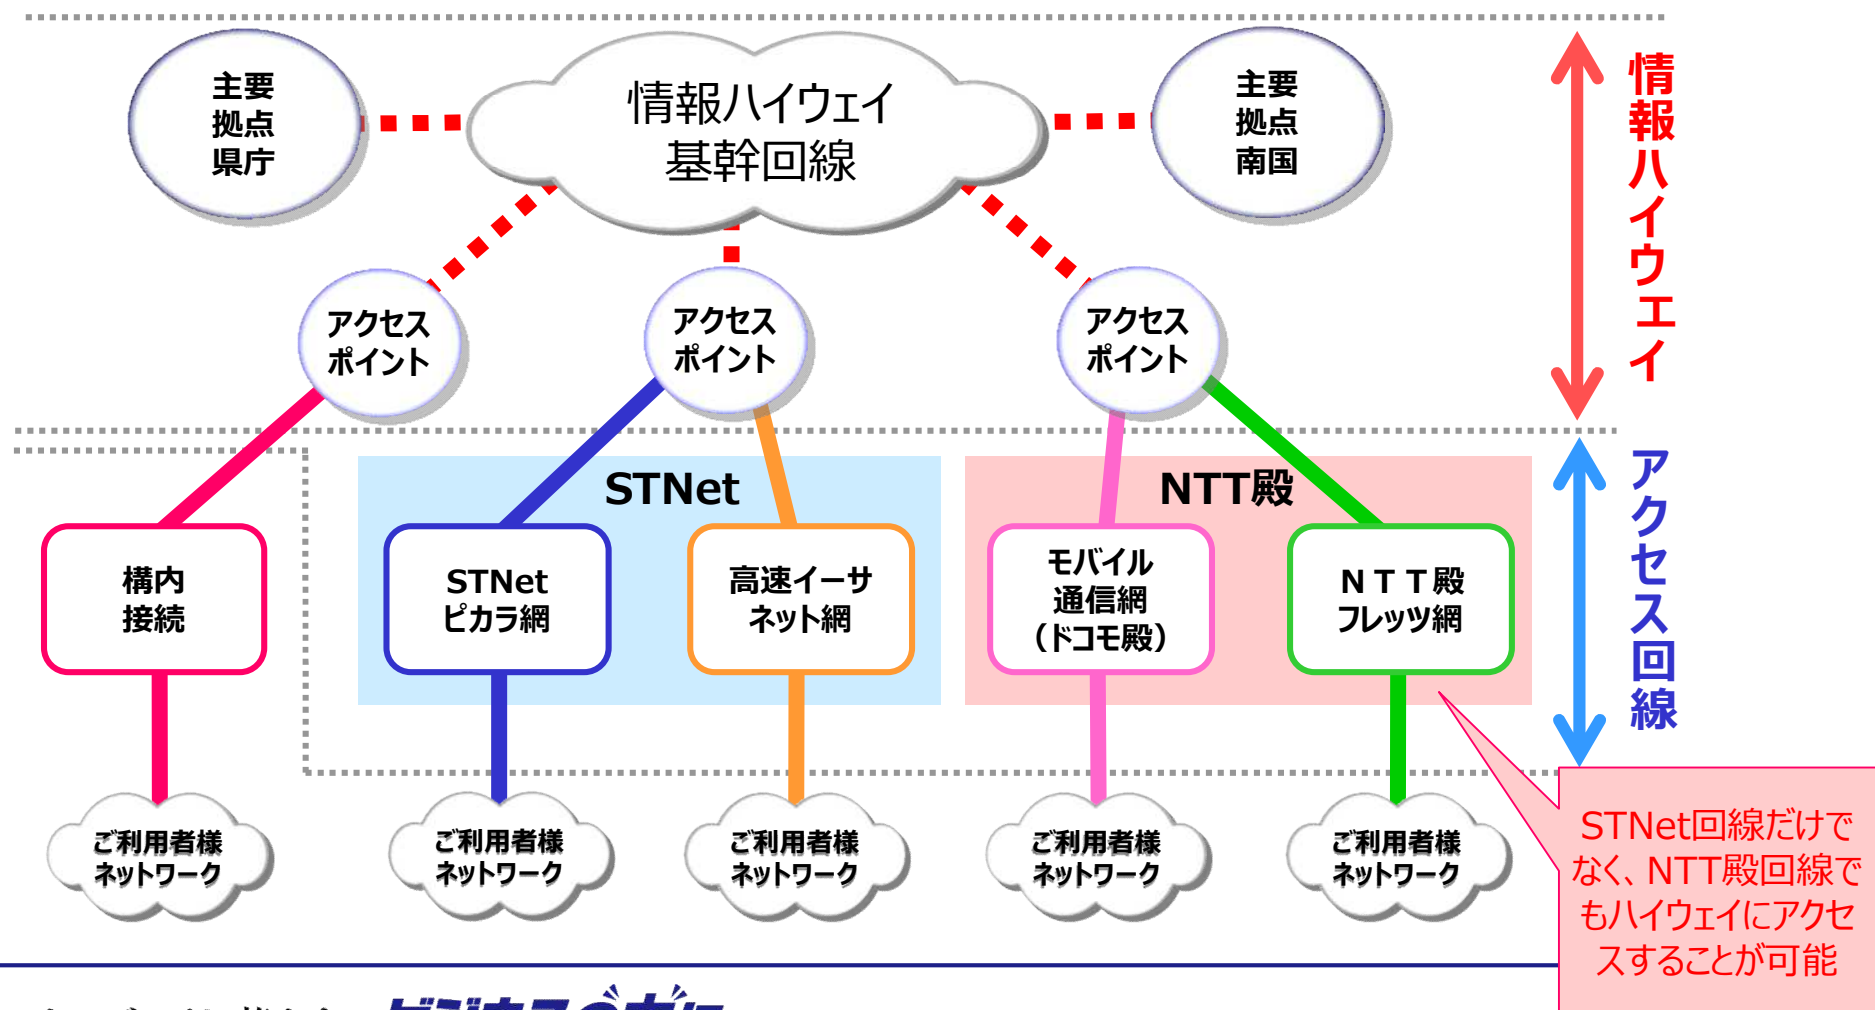 主要
拠点
県庁
情報ハイウェイ
基幹回線
主要
拠点
南国
情報ハイウェイ
アクセス
ポイント
アクセス
ポイント
アクセス
ポイント
アクセス回線
STNet
NTT殿
構内
接続
STNet
ピカラ網
高速イーサ
ネット網
モバイル
通信網
（ドコモ殿）
ＮＴＴ殿
フレッツ網
ご利用者様
ネットワーク
ご利用者様
ネットワーク
ご利用者様
ネットワーク
ご利用者様
ネットワーク
ご利用者様
ネットワーク
STNet回線だけで
なく、NTT殿回線で
もハイウェイにアクセ
スすることが可能